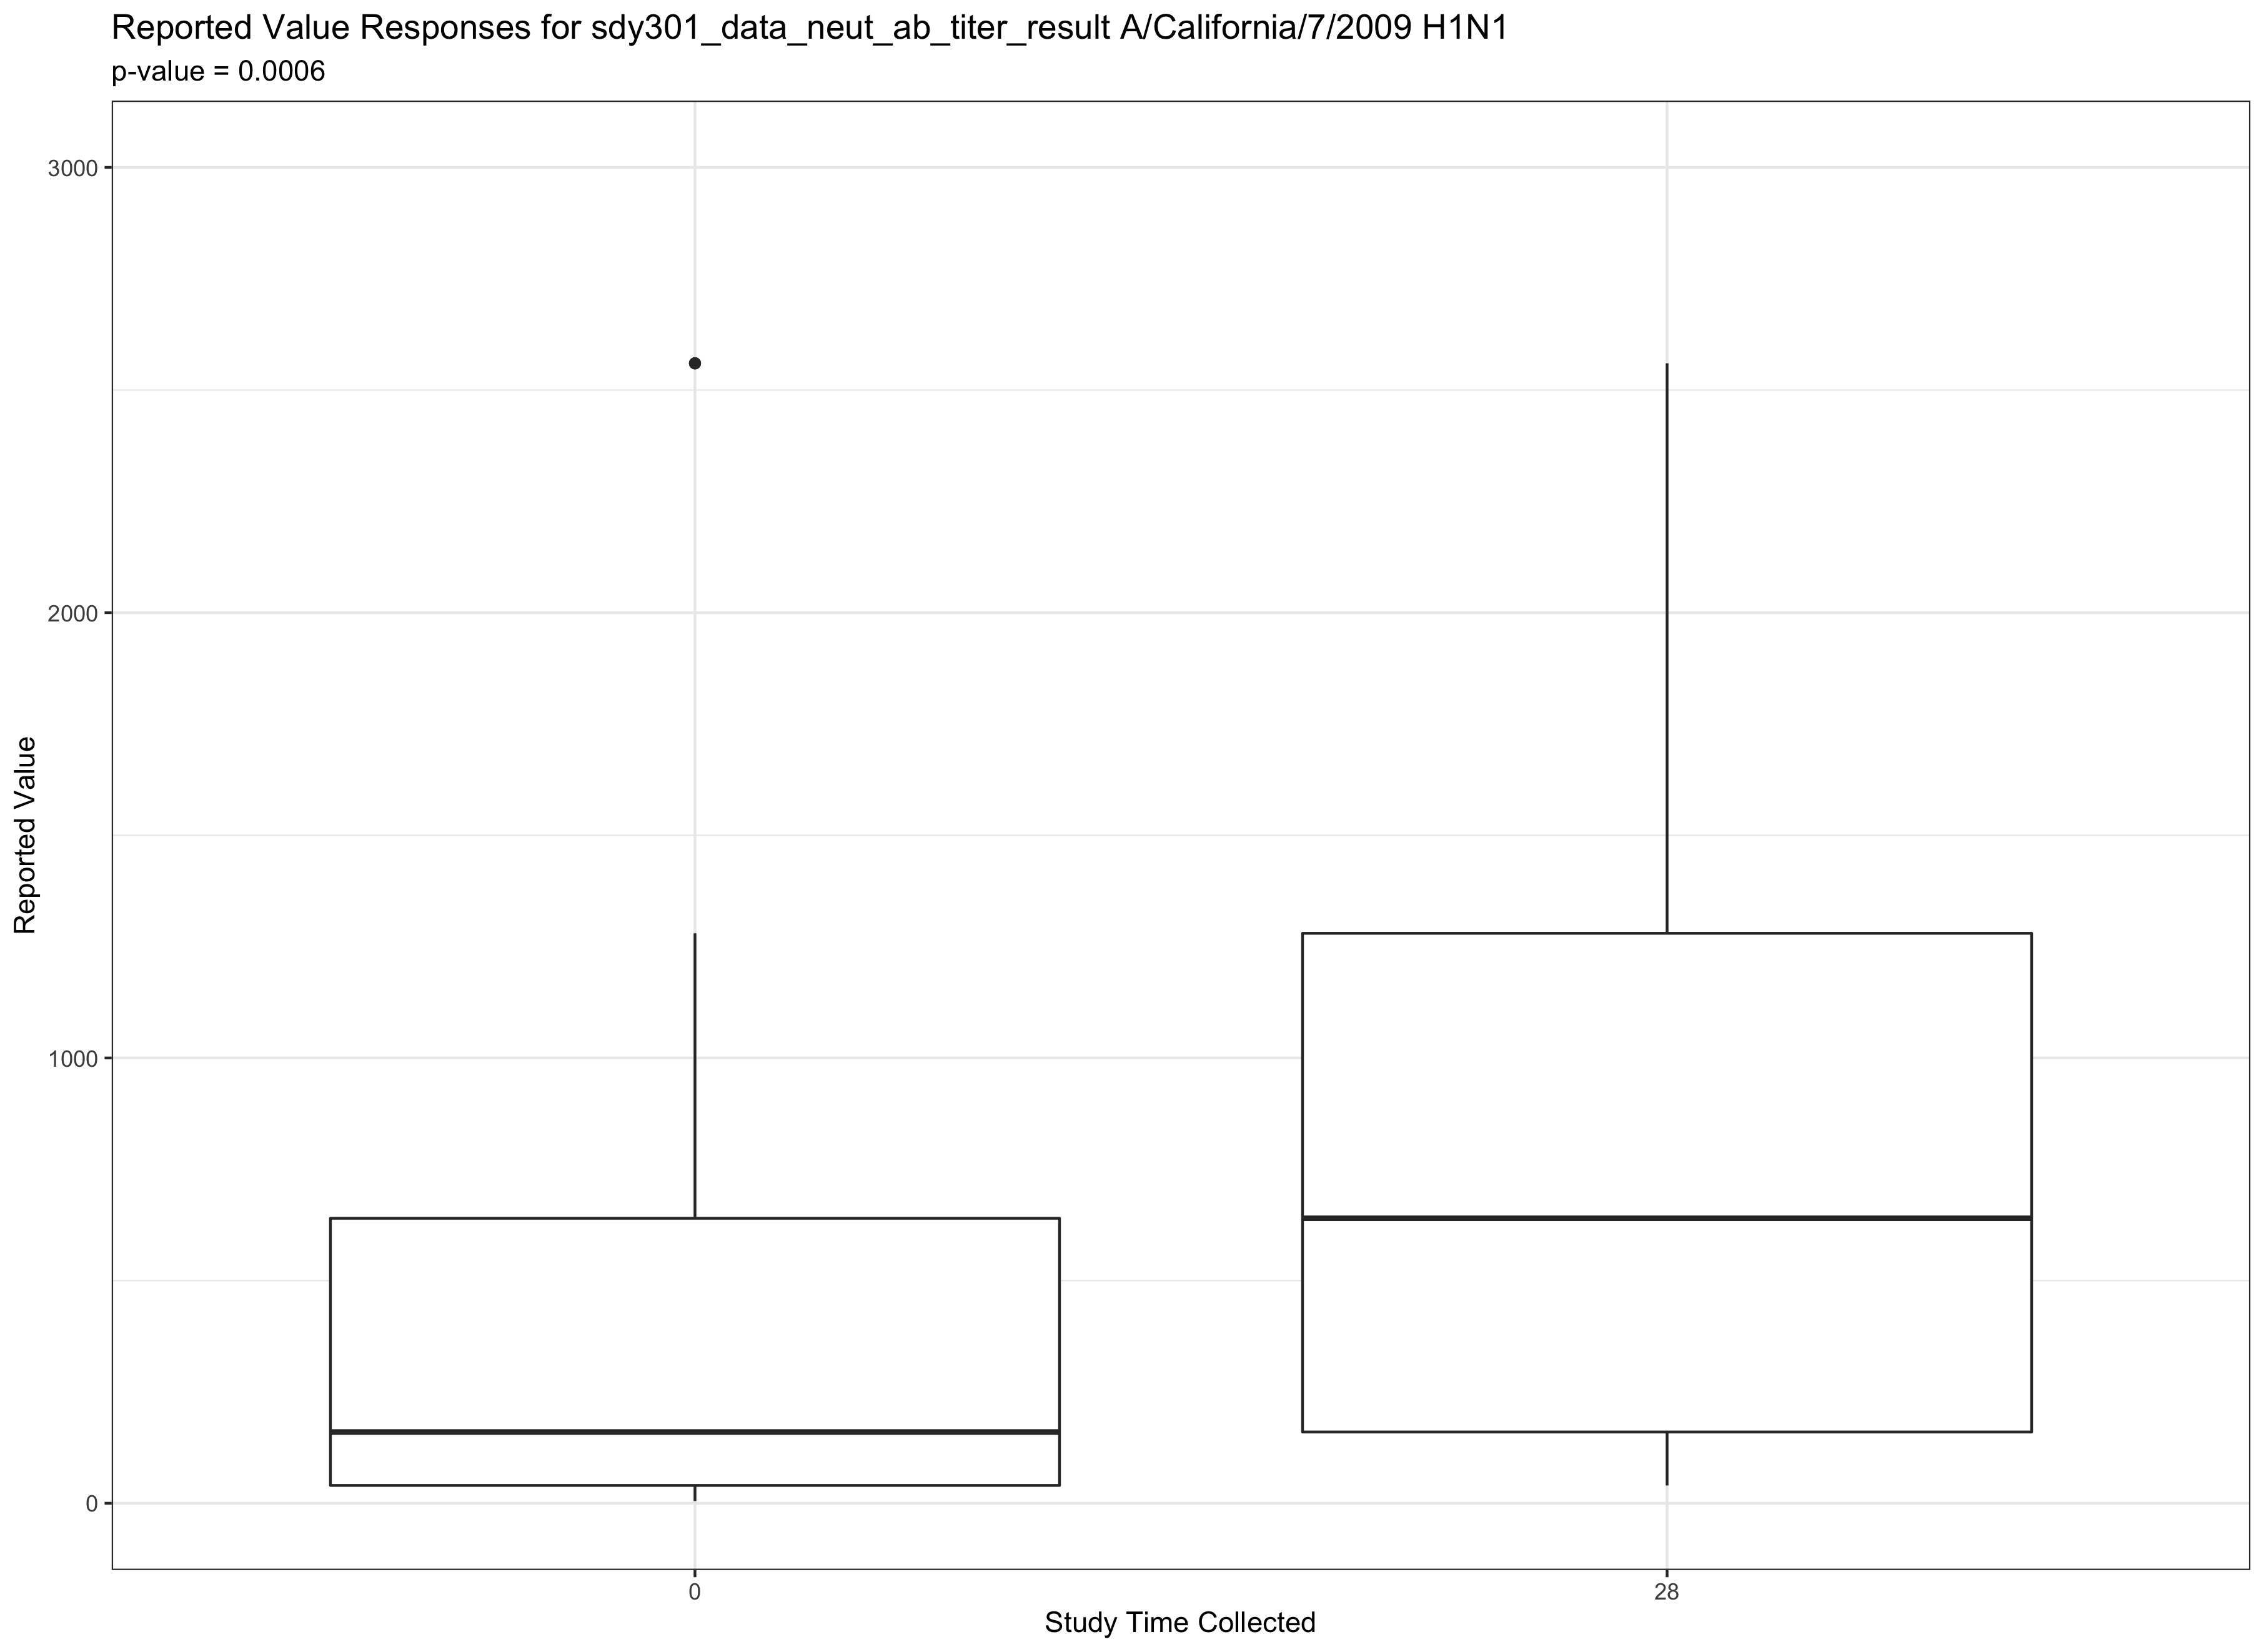 Reported Value Responses for sdy301_data_neut_ab_titer_result A/California/7/2009 H1N1
p-value = 0.0006
3000
2000
1000
0
Reported Value
0
28
Study Time Collected